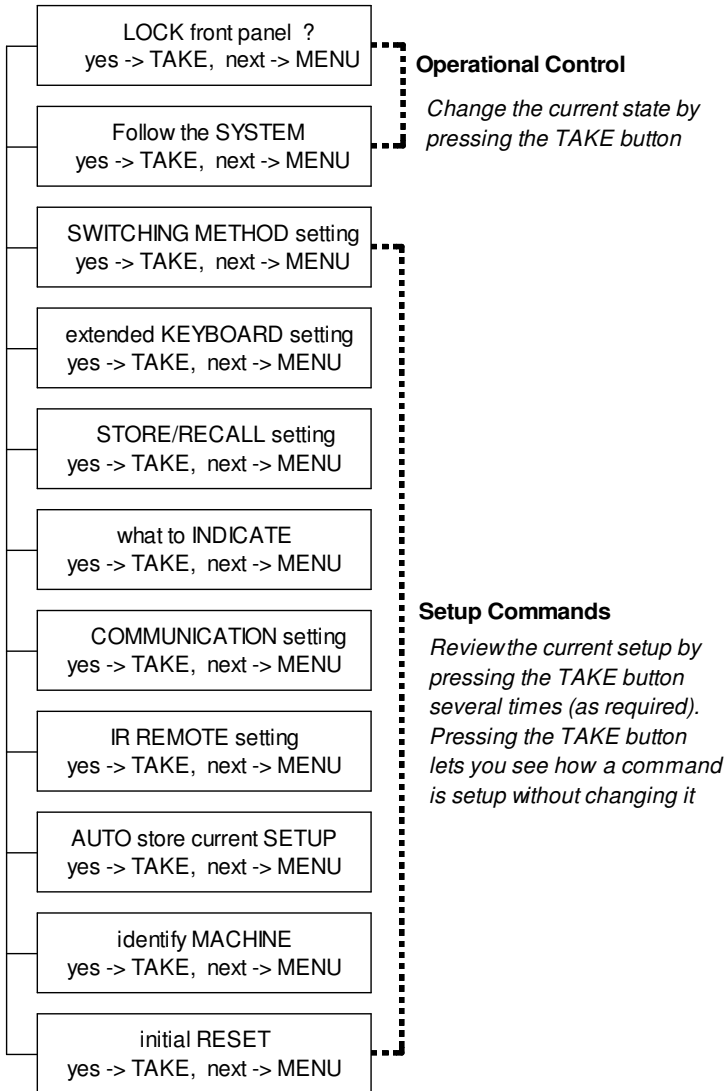 LOCK front panel ?
yes -> TAKE, next -> MENU
Operational Control
Change the current state by
pressing the TAKE button
Follow the SYSTEM
yes -> TAKE, next -> MENU
SWITCHING METHOD setting
yes -> TAKE, next -> MENU
extended KEYBOARD setting
yes -> TAKE, next -> MENU
STORE/RECALL setting
yes -> TAKE, next -> MENU
what to INDICATE
yes -> TAKE, next -> MENU
COMMUNICATION setting
yes -> TAKE, next -> MENU
IR REMOTE setting
yes -> TAKE, next -> MENU
AUTO store current SETUP
yes -> TAKE, next -> MENU
identify MACHINE
yes -> TAKE, next -> MENU
initial RESET
yes -> TAKE, next -> MENU
Setup Commands
Review the current setup by
pressing the TAKE button
several times (as required).
Pressing the TAKE button
lets you see how a command
is setup without changing it